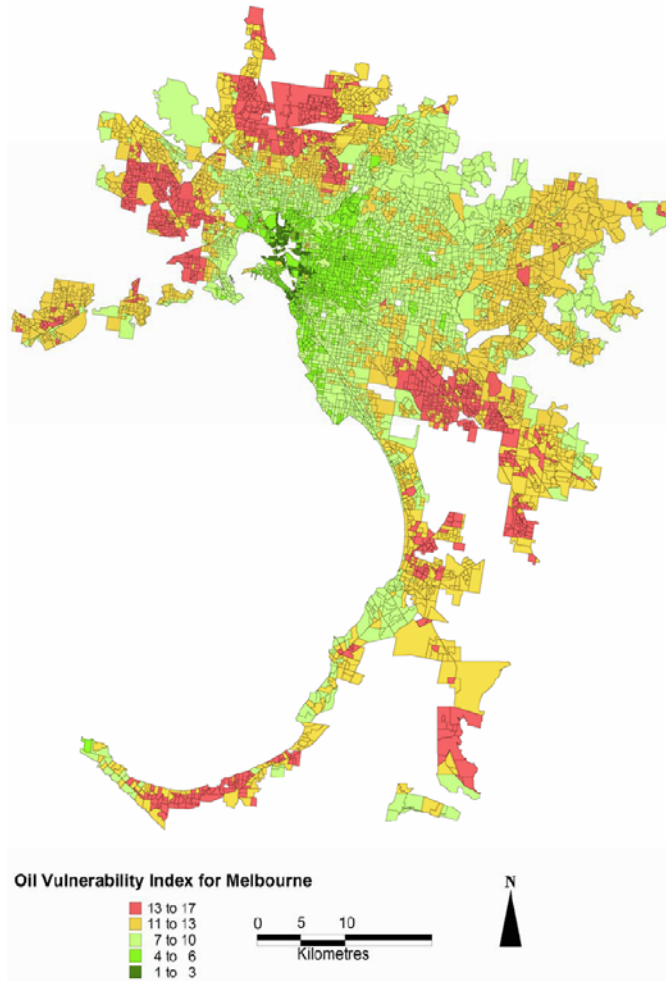 Oil Vulnerability Index for Melbourne
13 to 17
11 to 13
7 to 10
4 to 6
1 to 3
0 5 10
Kilometres
N